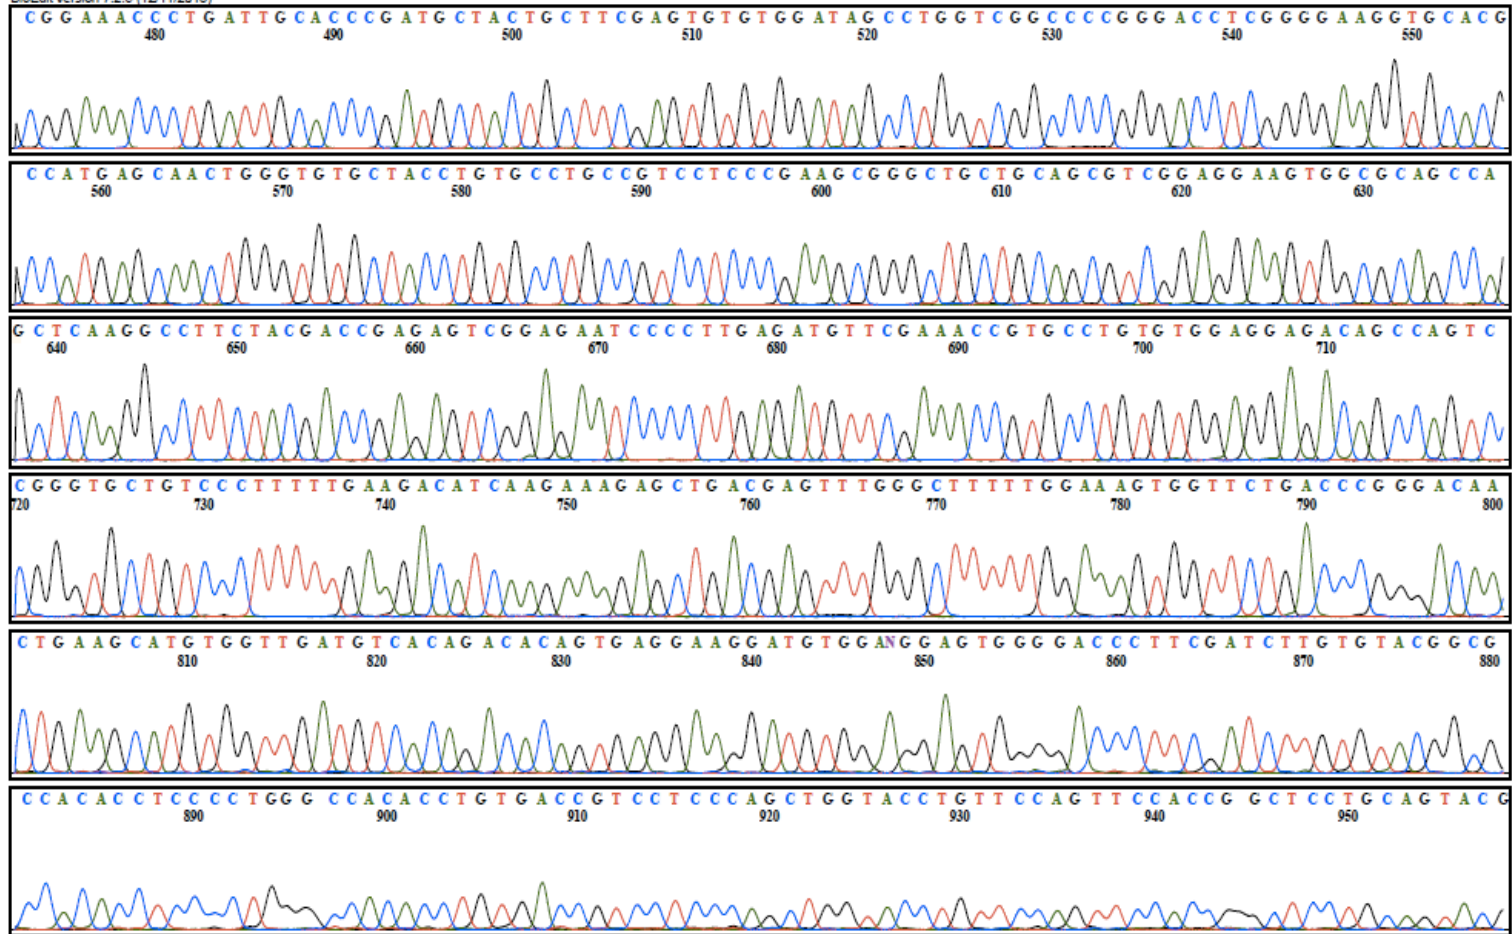 CGGAAACCCTGATTGCACCCGATGCTACTGCTTCGAGTGTGTGGATAGCCTGGTCGGCCCCGGGACCTCGGGGAAGGTGCACG
480 490 500 510 520 530 540 550
CCATGAGCAACTGGGTGTGCTACCTGTGCCTGCCGTCCTCCCGAAGCGGGCTGCTGCAGCGTCGGAGGAAGTGGCGCAGCCA
560 570 580 590 600 610 620 630
GCTCAAGGCCTTCTACGACCGAGAGTCGGAGAATCCCCTTGAGATGTTCGAAACCGTGCCTGTGTGGAGGAGACAGCCAGTC
640 650 660 670 680 690 700 710
CGGGTGCTGTCCCTTTTTGAAGACATCAAGAAAGAGCTGACGAGTTTGGGCTTTTTGGAAAGTGGTTCTGACCCGGGACAA
720 730 740 750 760 770 780 790 800
CTGAAGCATGTGGTTGATGTCACAGACACAGTGAGGAAGGATGTGGANGGAGTGGGGACCCTTCGATCTTGTGTACGGCG
810 820 830 840 850 860 870 880
CCACACCTCCCCTGGG CCACACCTGTGACCGTCCTCCCAGCTGGTACCTGTTCCAGTTCCACCG GCTCCTGCAGTACG
890 900 910 920 930 940 950